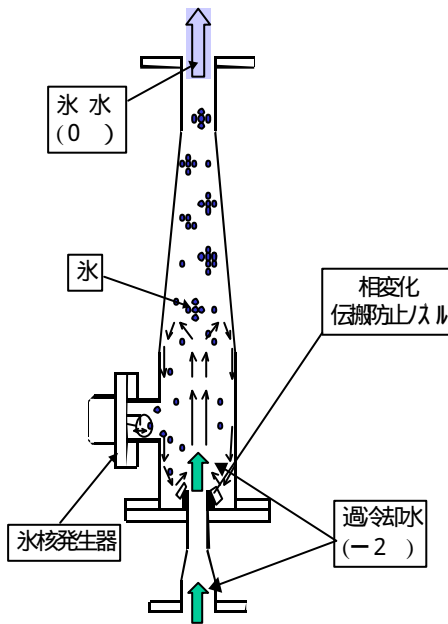 氷 水
(0　)
氷
相変化
伝搬防止ノズル
氷核発生器
過冷却水
(－2　)